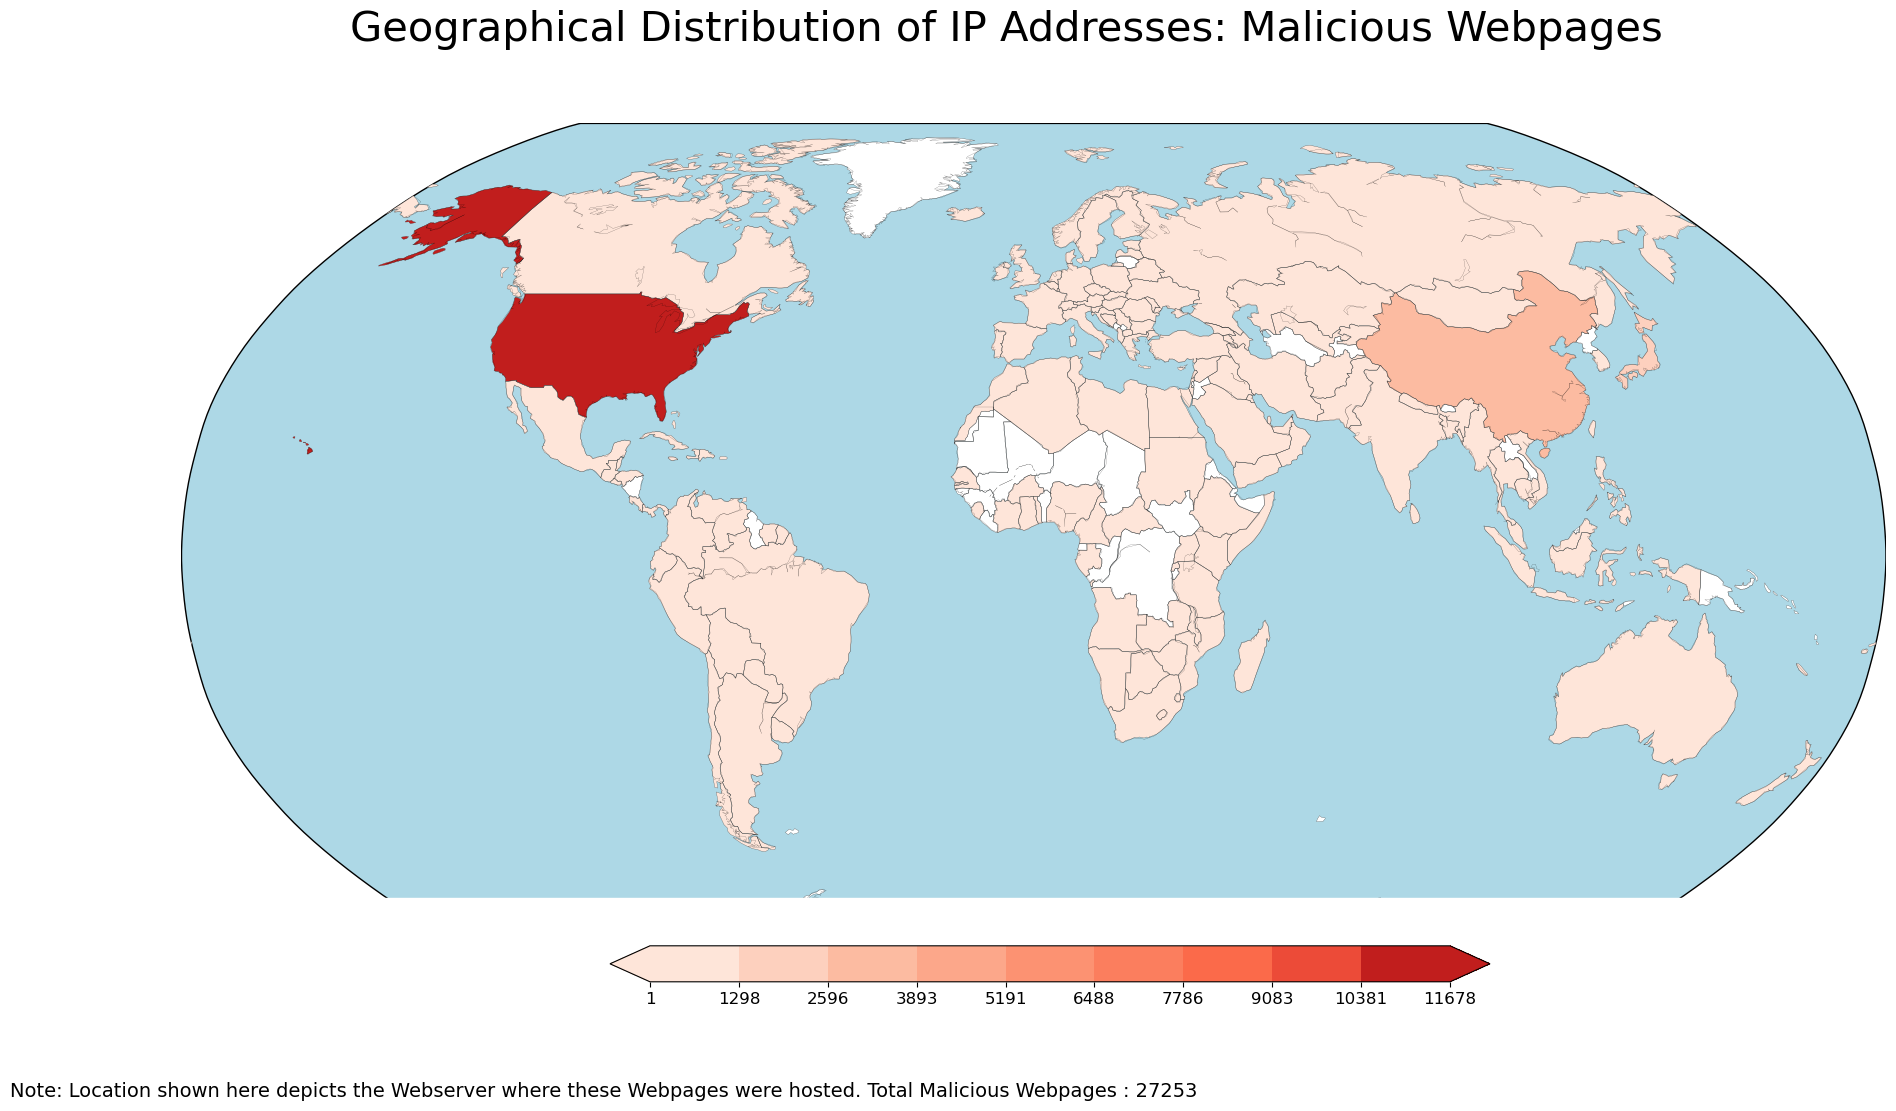 Geographical Distribution of IP Addresses: Malicious Webpages
1 1298 2596 3893 5191 6488 7786 9083 10381 11678
Note: Location shown here depicts the Webserver where these Webpages were hosted. Total Malicious Webpages : 27253